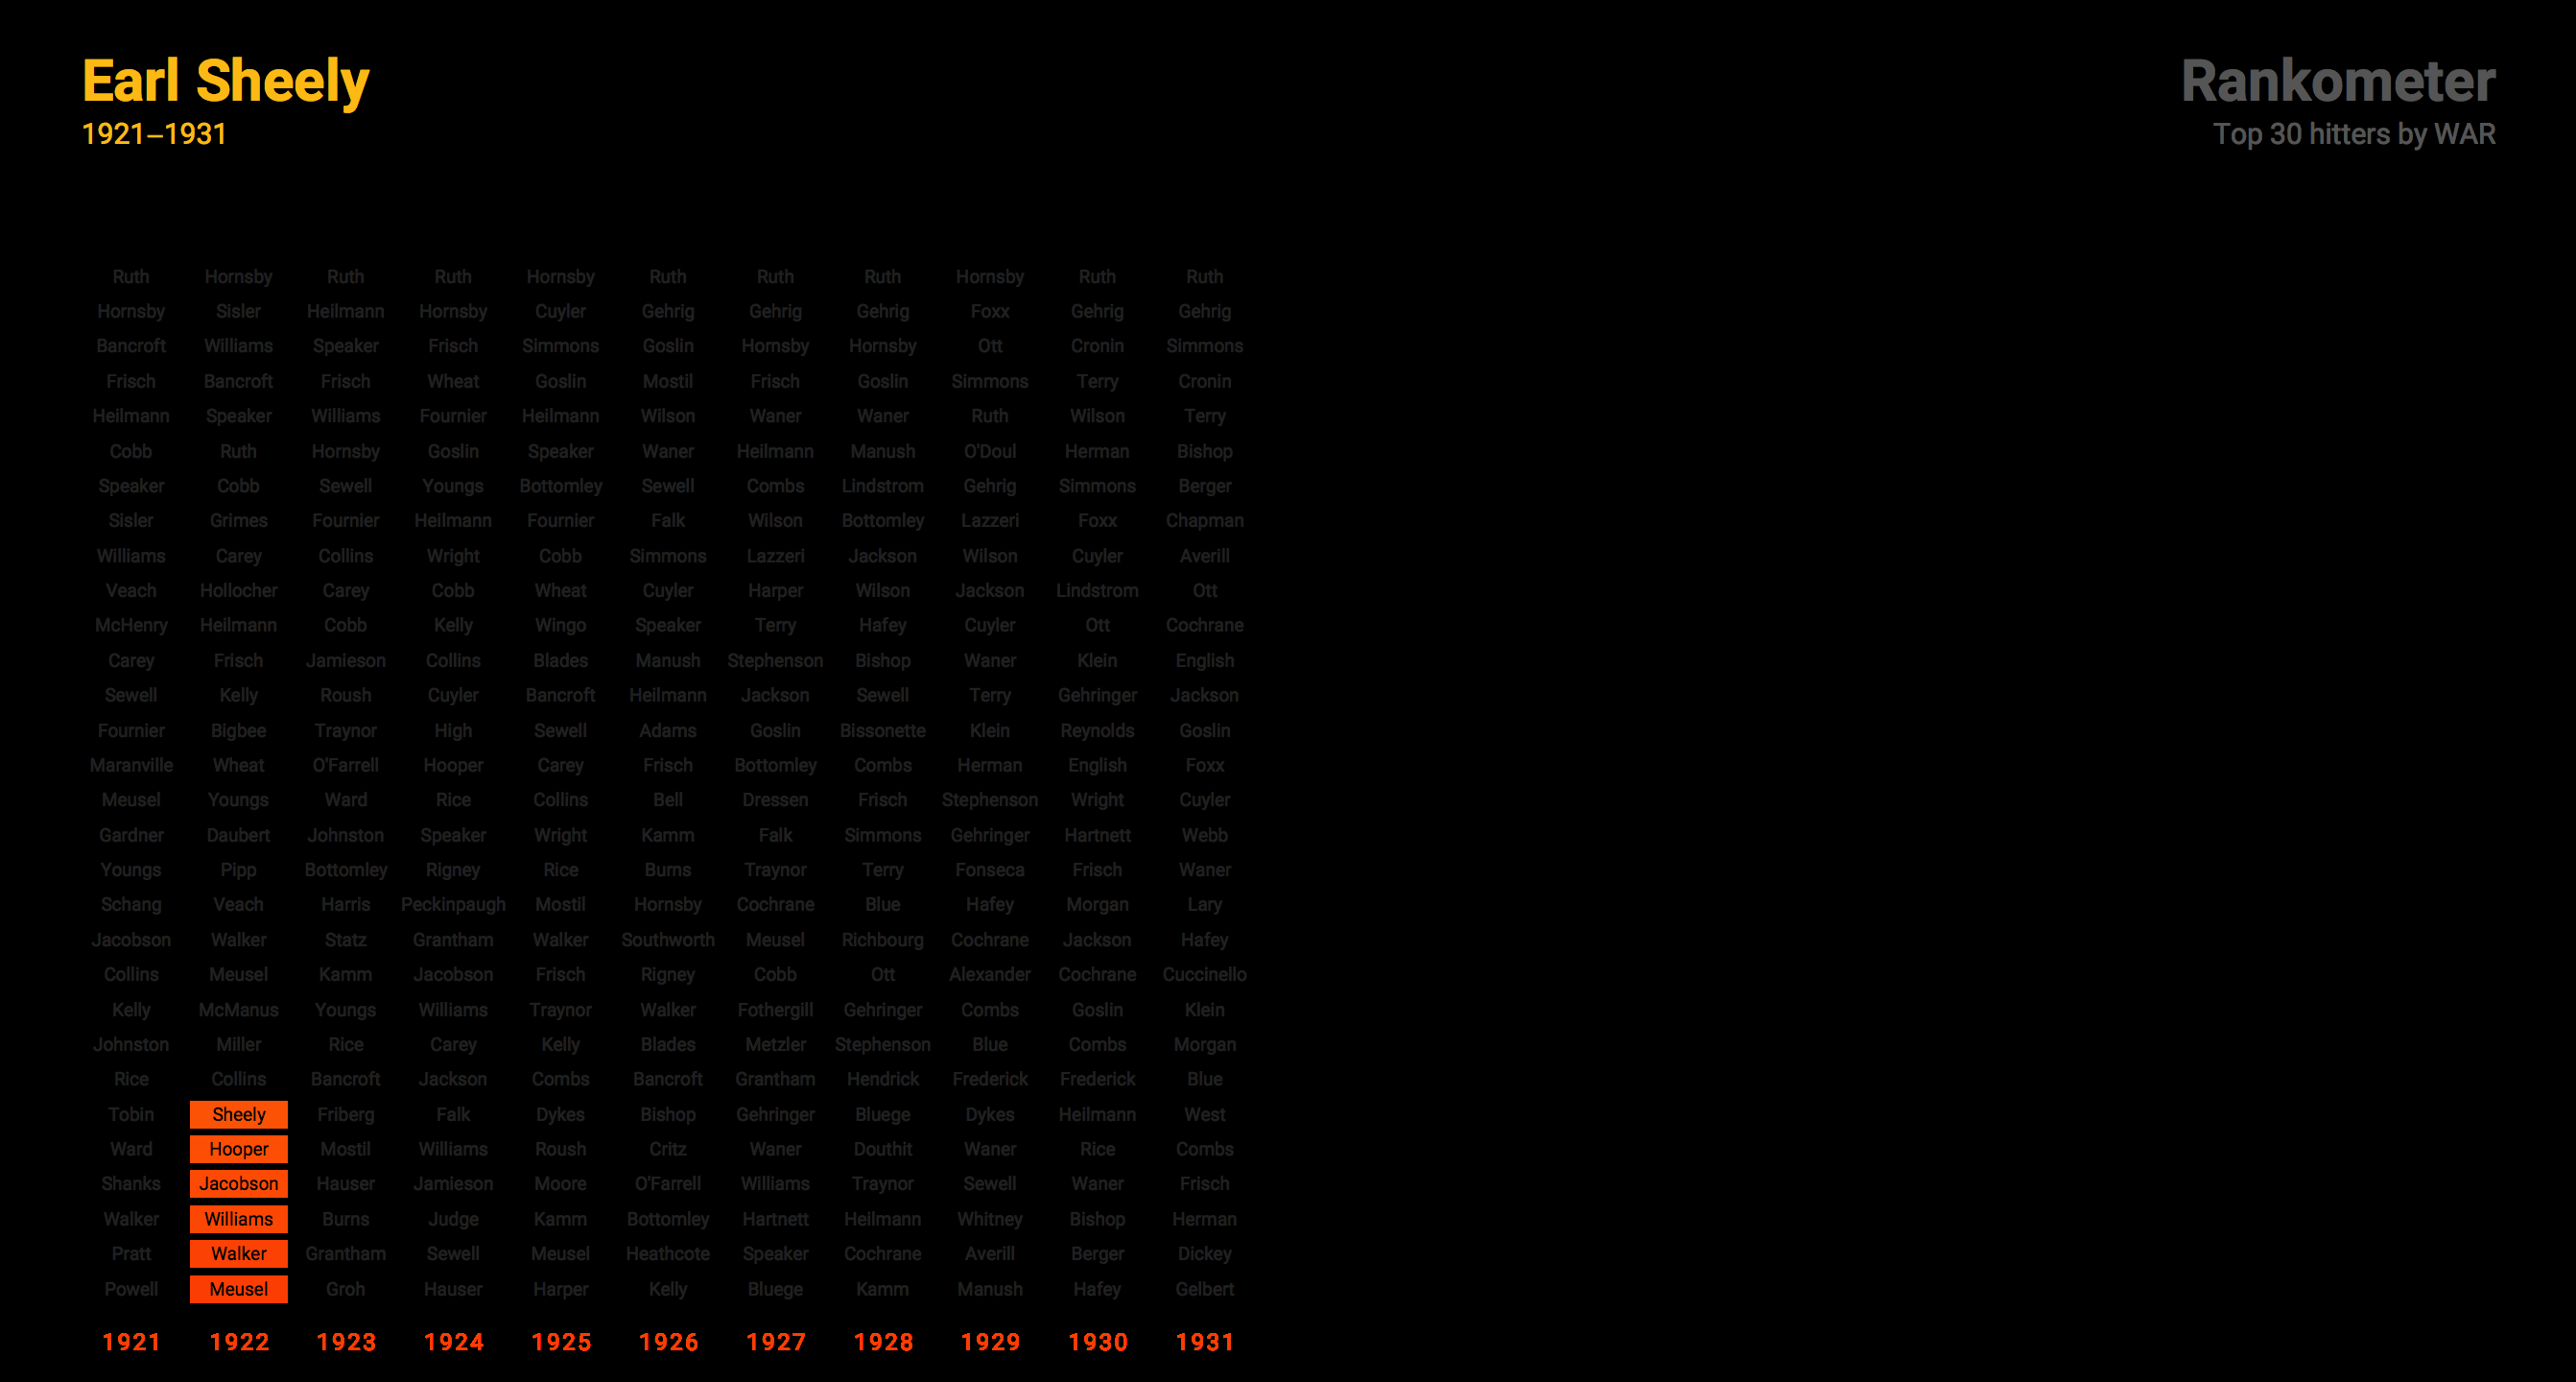 Earl Sheely
1921–1931
Rankometer
Top 30 hitters by WAR
Ruth Hornsby Ruth Ruth Hornsby Ruth Ruth Ruth Hornsby Ruth Ruth
Hornsby Sisler Heilmann Hornsby Cuyler Gehrig Gehrig Gehrig Foxx Gehrig Gehrig
Bancroft Williams Speaker Frisch Simmons Goslin Hornsby Hornsby Ott Cronin Simmons
Frisch Bancroft Frisch Wheat Goslin Mostil Frisch Goslin Simmons Terry Cronin
Heilmann Speaker Williams Fournier Heilmann Wilson Waner Waner Ruth Wilson Terry
Cobb Ruth Hornsby Goslin Speaker Waner Heilmann Manush O'Doul Herman Bishop
Speaker Cobb Sewell Youngs Bottomley Sewell Combs Lindstrom Gehrig Simmons Berger
Sisler Grimes Fournier Heilmann Fournier Falk Wilson Bottomley Lazzeri Foxx Chapman
Williams Carey Collins Wright Cobb Simmons Lazzeri Jackson Wilson Cuyler Averill
Veach Hollocher Carey Cobb Wheat Cuyler Harper Wilson Jackson Lindstrom Ott
McHenry Heilmann Cobb Kelly Wingo Speaker Terry Hafey Cuyler Ott Cochrane
Carey Frisch Jamieson Collins Blades Manush Stephenson Bishop Waner Klein English
Sewell Kelly Roush Cuyler Bancroft Heilmann Jackson Sewell Terry Gehringer Jackson
Fournier Bigbee Traynor High Sewell Adams Goslin Bissonette Klein Reynolds Goslin
Maranville Wheat O'Farrell Hooper Carey Frisch Bottomley Combs Herman English Foxx
Meusel Youngs Ward Rice Collins Bell Dressen Frisch Stephenson Wright Cuyler
Gardner Daubert Johnston Speaker Wright Kamm Falk Simmons Gehringer Hartnett Webb
Youngs Pipp Bottomley Rigney Rice Burns Traynor Terry Fonseca Frisch Waner
Schang Veach Harris Peckinpaugh Mostil Hornsby Cochrane Blue Hafey Morgan Lary
Jacobson Walker Statz Grantham Walker Southworth Meusel Richbourg Cochrane Jackson Hafey
Collins Meusel Kamm Jacobson Frisch Rigney Cobb Ott Alexander Cochrane Cuccinello
Kelly McManus Youngs Williams Traynor Walker Fothergill Gehringer Combs Goslin Klein
Johnston Miller Rice Carey Kelly Blades Metzler Stephenson Blue Combs Morgan
Rice Collins Bancroft Jackson Combs Bancroft Grantham Hendrick Frederick Frederick Blue
Tobin Sheely Friberg Falk Dykes Bishop Gehringer Bluege Dykes Heilmann West
Ward Hooper Mostil Williams Roush Critz Waner Douthit Waner Rice Combs
Shanks Jacobson Hauser Jamieson Moore O'Farrell Williams Traynor Sewell Waner Frisch
Walker Williams Burns Judge Kamm Bottomley Hartnett Heilmann Whitney Bishop Herman
Pratt Walker Grantham Sewell Meusel Heathcote Speaker Cochrane Averill Berger Dickey
Powell Meusel Groh Hauser Harper Kelly Bluege Kamm Manush Hafey Gelbert
1921 1922 1923 1924 1925 1926 1927 1928 1929 1930 1931